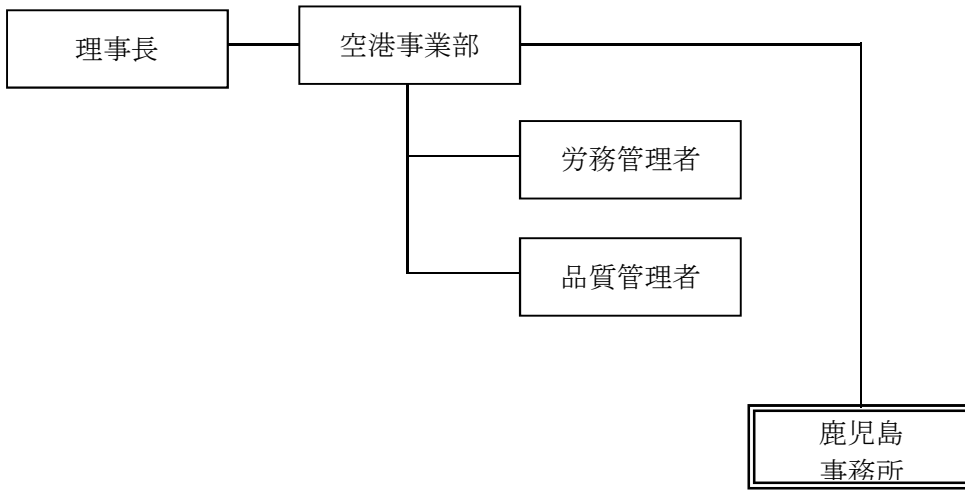 理事長
空港事業部
労務管理者
品質管理者
鹿児島
事務所